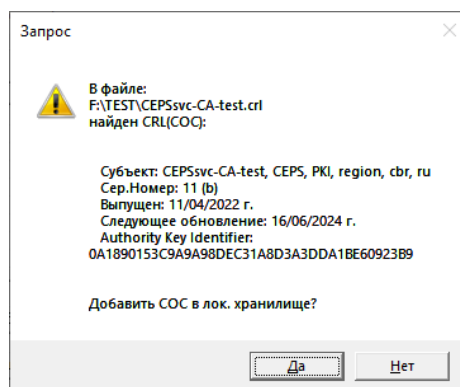 Запрос
В файле:
F:\TEST\CEPSsvc-CA-test.crl
найден CRL(СОС):
Субъект: CEPSsvc-CA-test, CEPS, PKI, region, cbr, ru
Сер.Номер: 11 (b)
Выпущен: 11/04/2022 г.
Следующее обновление: 16/06/2024 г.
Authority Key Identifier:
0A1890153C9A9A98DEC31A8D3A3DDA1BE60923B9
Добавить СОС в лок. хранилище?
Да
Нет